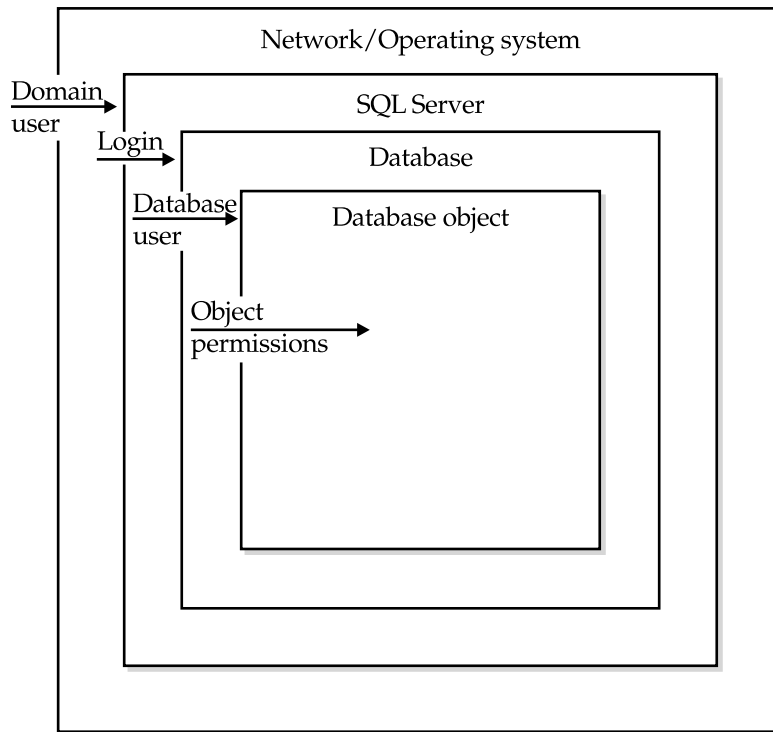 Network/Operating system
Domain
user
SQL Server
Login
Database
Database
user
Database object
Object
permissions